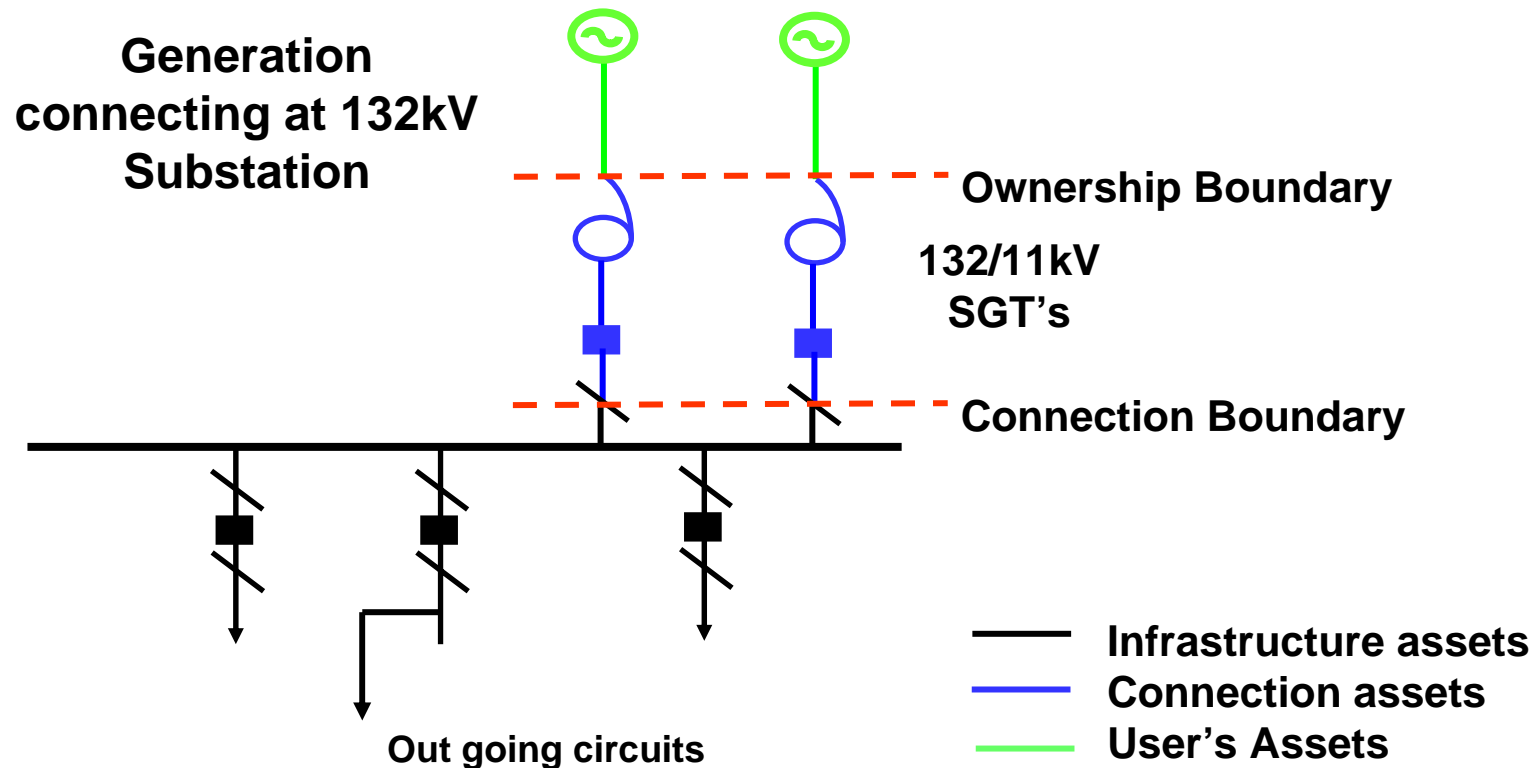 Generation
connecting at 132kV
Substation
Ownership Boundary
132/11kV
SGT’s
Connection Boundary
Infrastructure assets
Connection assets
User’s Assets
Out going circuits